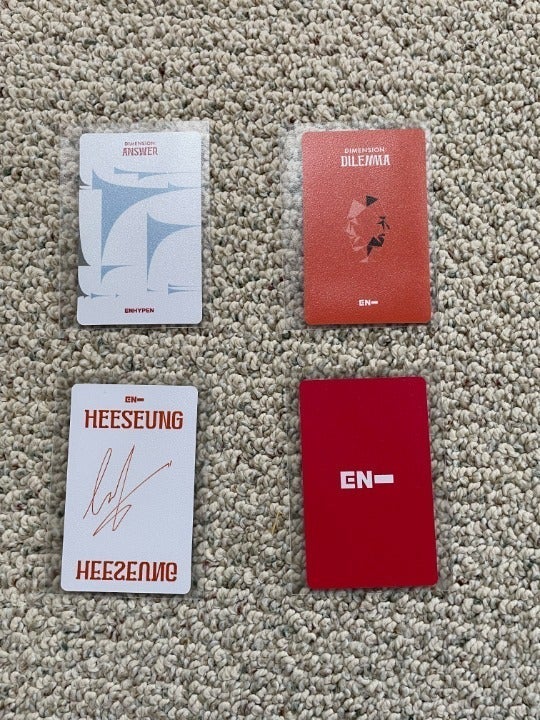 DIMENSION:
ANSWER
ENHYPEN
DIMENSION:
DILEMMA
EN-
EN-
HEESEUNG
HEESEUNG
EN-